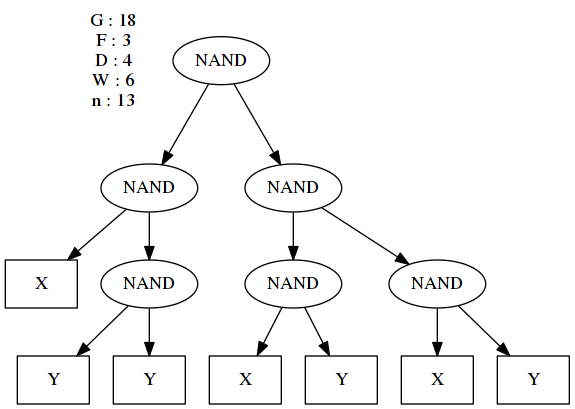 G : 18
F : 3
D : 4
W : 6
n : 13
NAND
NAND
NAND
X
NAND
NAND
NAND
Y
Y
X
Y
X
Y